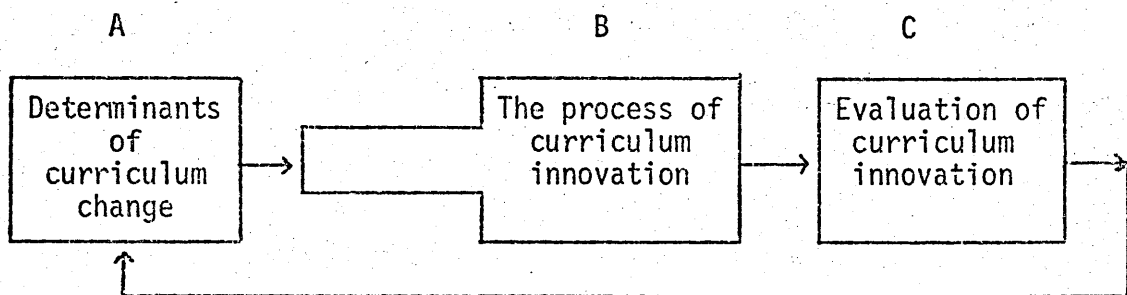 A
B
C
Determinants
of
curriculum
change
The process of
curriculum
innovation
Evaluation of
curriculum
innovation